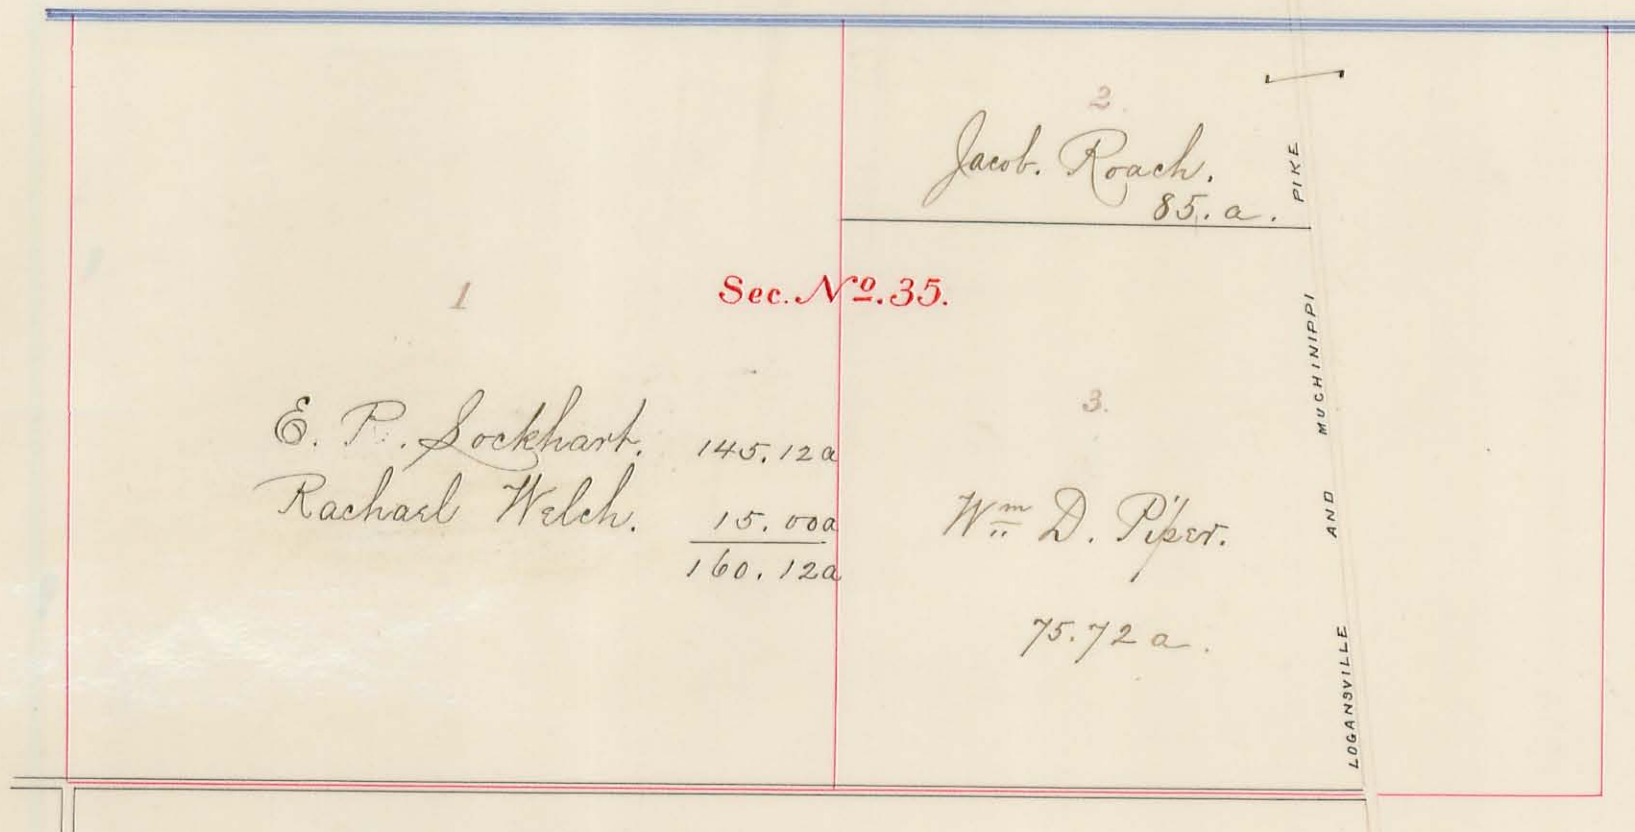 2.
Jacob. Roach.
85. a.
Sec. Nº. 35.
1
E. P. Lockhart. 145.12a
Rachael Welch. 15.00a
160.12a
3.
Wm D. Piper.
75.72 a.
LOGANSVILLE AND MUCHINIPPI PIKE